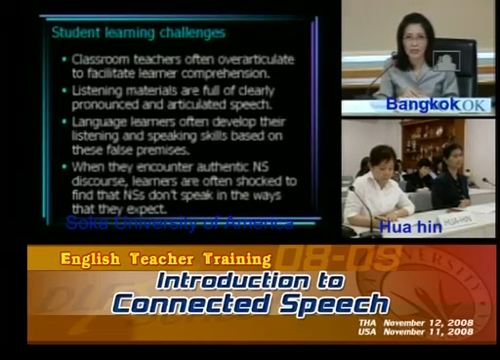 Student learning challenges
• Classroom teachers often overarticulate
to facilitate learner comprehension.
• Listening materials are full of clearly
pronounced and articulated speech.
• Language learners often develop their
listening and speaking skills based on
these false premises.
• When they encounter authentic NS
discourse, learners are often shocked to
find that NSs don't speak in the ways
that they expect.
Soka University of America
Bangkok
OK
Hua hin
HUA-HIN
English Teacher Training
08-05
Introduction to
Connected Speech
THA November 12, 2008
USA November 11, 2008